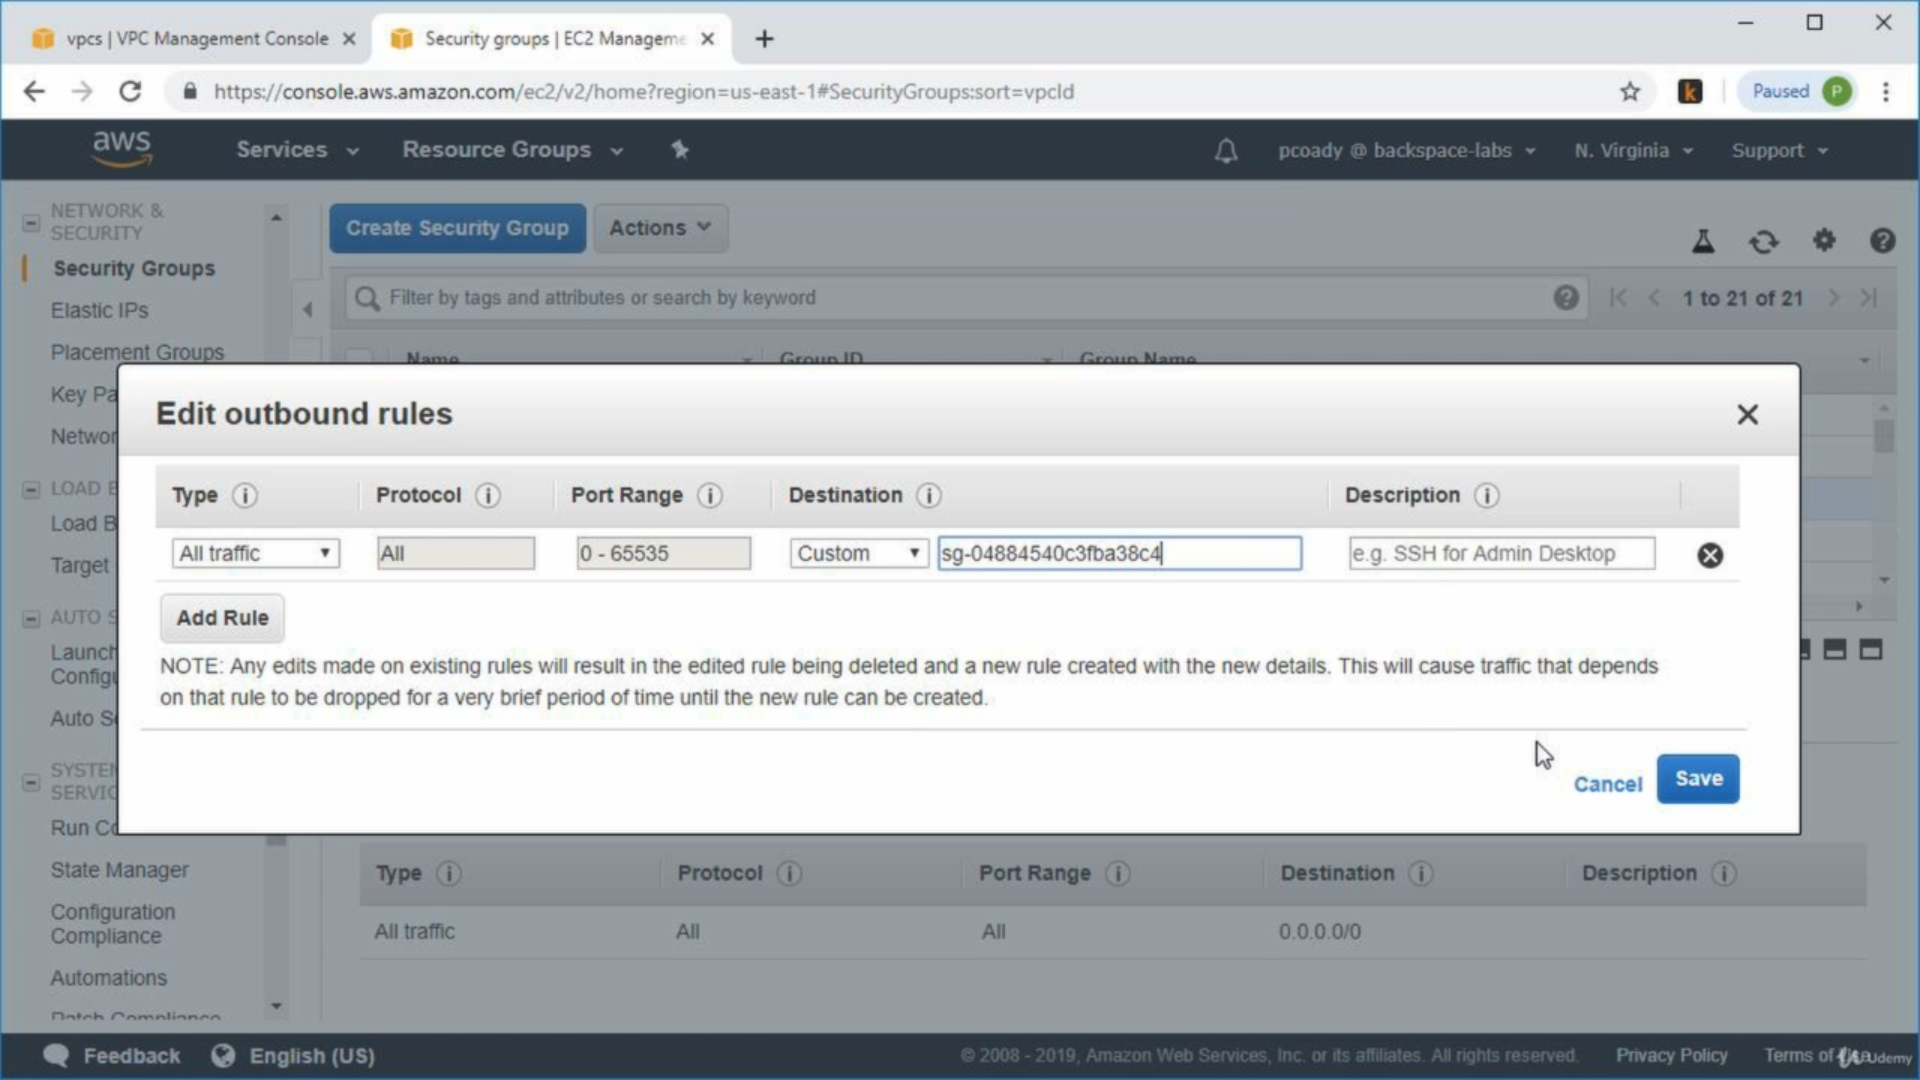 vpcs | VPC Management Console
Security groups | EC2 Manageme
https://console.aws.amazon.com/ec2/v2/home?region=us-east-1#SecurityGroups:sort=vpcId
Paused
P
aws
Services
Resource Groups
pcoady @ backspace-labs
N. Virginia
Support
NETWORK &
SECURITY
Security Groups
Elastic IPs
Placement Groups
Key Pa
Networ
LOAD B
Load B
Target
AUTO S
Launch
Configu
Auto Sc
SYSTEM
SERVIC
Run Co
State Manager
Configuration
Compliance
Automations
Patch Compliance
Create Security Group
Actions
Filter by tags and attributes or search by keyword
1 to 21 of 21
Name
Group ID
Group Name
Edit outbound rules
Type
Protocol
Port Range
Destination
Description
All traffic
All
0 - 65535
Custom
sg-04884540c3fba38c4
e.g. SSH for Admin Desktop
Add Rule
NOTE: Any edits made on existing rules will result in the edited rule being deleted and a new rule created with the new details. This will cause traffic that depends
on that rule to be dropped for a very brief period of time until the new rule can be created.
Cancel
Save
Type
Protocol
Port Range
Destination
Description
All traffic
All
All
0.0.0.0/0
Feedback
English (US)
© 2008 - 2019, Amazon Web Services, Inc. or its affiliates. All rights reserved.
Privacy Policy
Terms of
Udemy